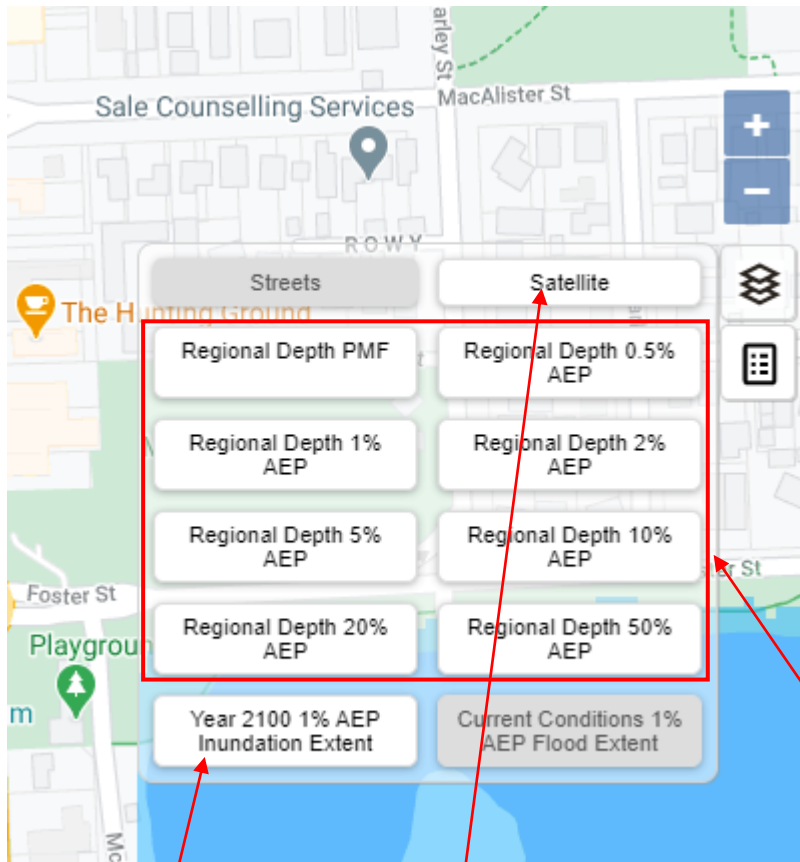 arley St
MacAlister St
Sale Counselling Services
+
−
ROWY
Streets
Satellite
The Hunting Ground
Regional Depth PMF
Regional Depth 0.5%
AEP
Regional Depth 1%
AEP
Regional Depth 2%
AEP
Regional Depth 5%
AEP
Regional Depth 10%
AEP
Foster St
ster St
Regional Depth 20%
AEP
Regional Depth 50%
AEP
Playgroun
m
Year 2100 1% AEP
Inundation Extent
Current Conditions 1%
AEP Flood Extent
Mc